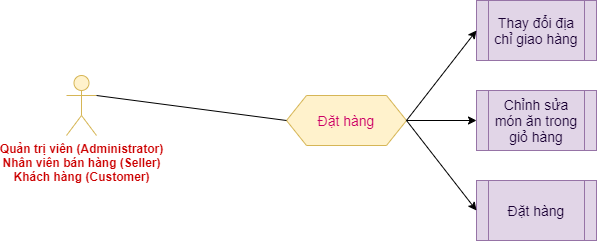 Thay đổi địa
chỉ giao hàng
Quản trị viên (Administrator)
Nhân viên bán hàng (Seller)
Khách hàng (Customer)
Đặt hàng
Chỉnh sửa
món ăn trong
giỏ hàng
Đặt hàng